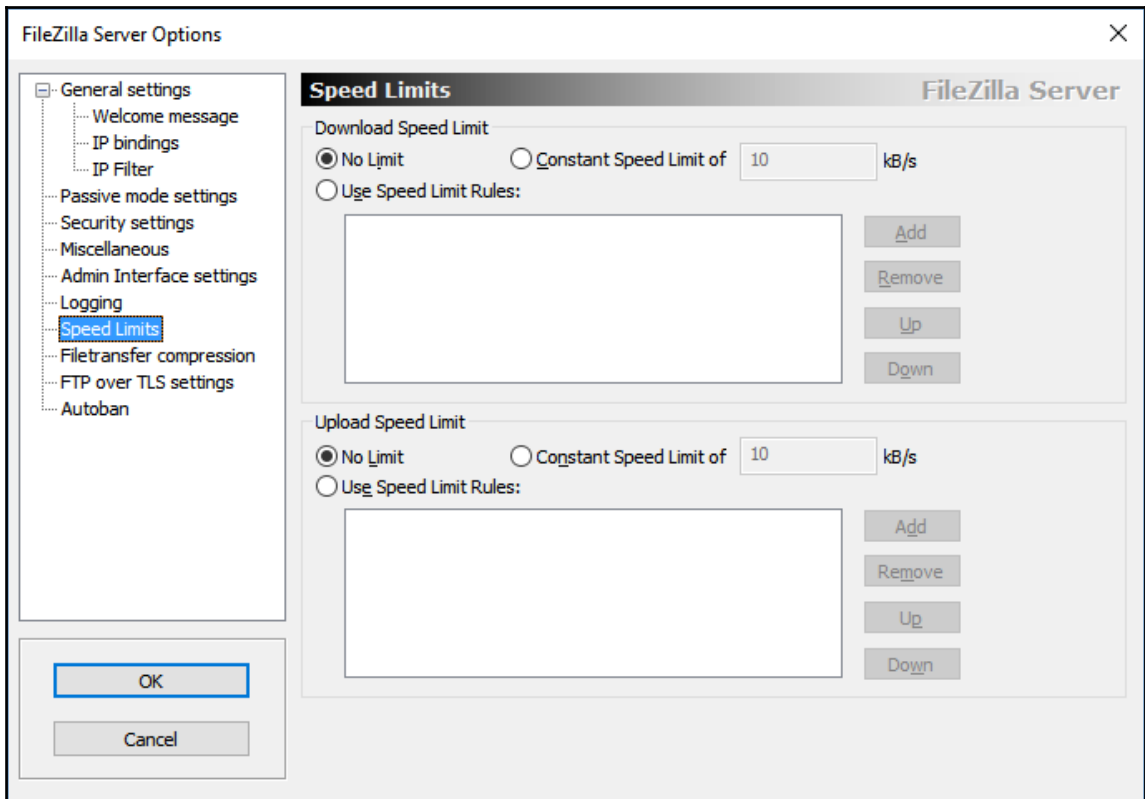 FileZilla Server Options
General settings
Welcome message
IP bindings
IP Filter
Passive mode settings
Security settings
Miscellaneous
Admin Interface settings
Logging
Speed Limits
Filetransfer compression
FTP over TLS settings
Autoban
OK
Cancel
Speed Limits FileZilla Server
Download Speed Limit
No Limit Constant Speed Limit of 10 kB/s
Use Speed Limit Rules:
Add
Remove
Up
Down
Upload Speed Limit
No Limit Constant Speed Limit of 10 kB/s
Use Speed Limit Rules:
Add
Remove
Up
Down